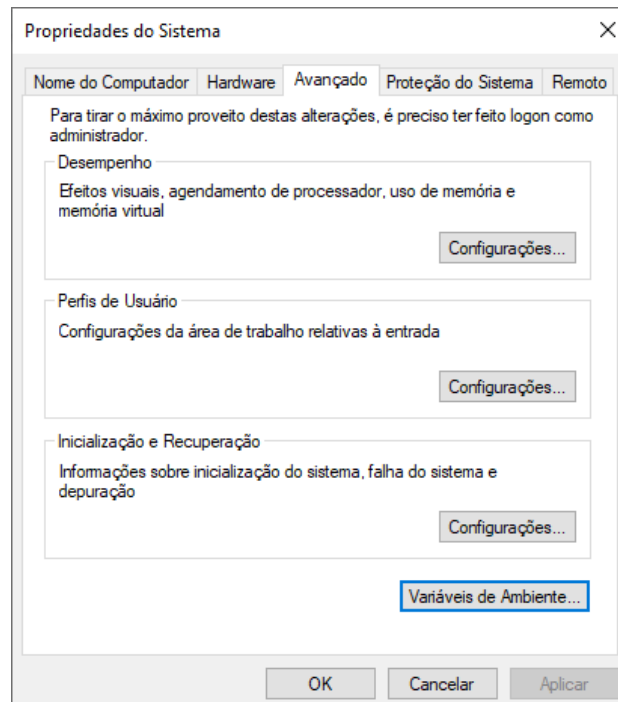 Propriedades do Sistema
Nome do Computador Hardware Avançado Proteção do Sistema Remoto
Para tirar o máximo proveito destas alterações, é preciso ter feito logon como
administrador.
Desempenho
Efeitos visuais, agendamento de processador, uso de memória e
memória virtual
Configurações...
Perfis de Usuário
Configurações da área de trabalho relativas à entrada
Configurações...
Inicialização e Recuperação
Informações sobre inicialização do sistema, falha do sistema e
depuração
Configurações...
Variáveis de Ambiente...
OK Cancelar Aplicar